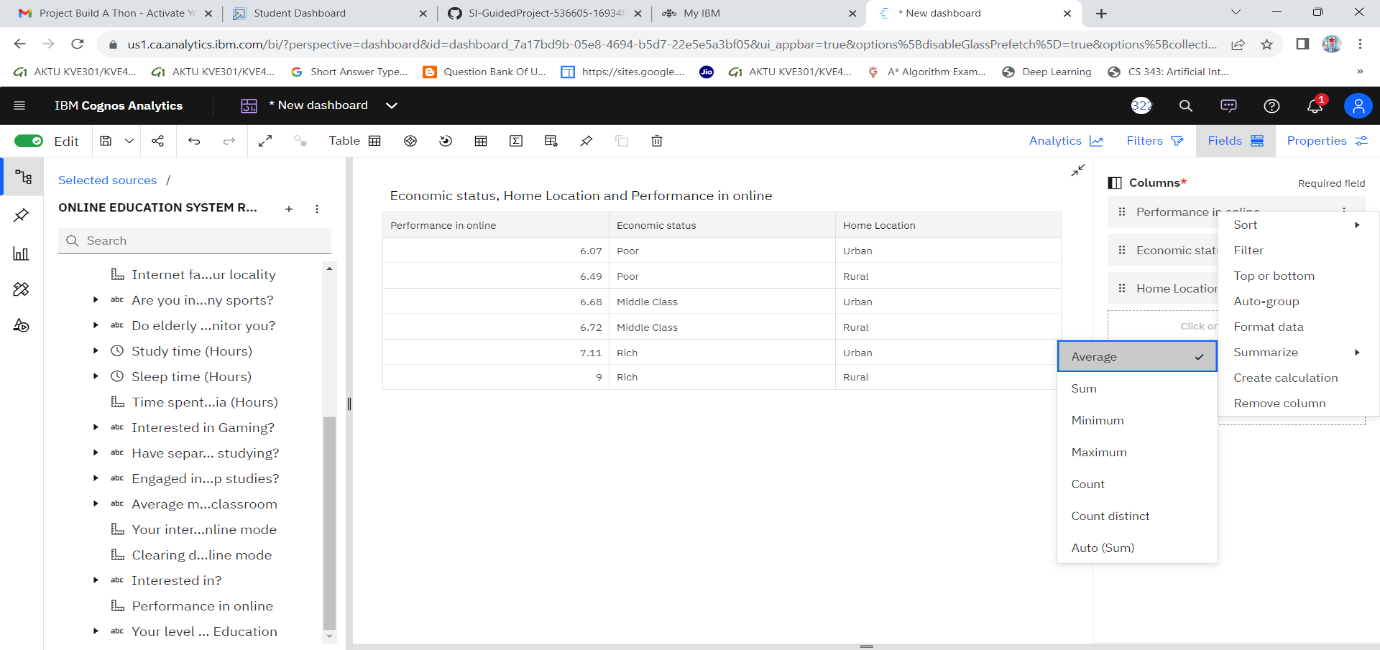 Project Build A Thon - Activate Yo
Student Dashboard
SI-GuidedProject-536605-16934
My IBM
* New dashboard
us1.ca.analytics.ibm.com/bi/?perspective=dashboard&id=dashboard_7a17bd9b-05e8-4694-b5d7-22e5e5a3bf05&ui_appbar=true&options%5BdisableGlassPrefetch%5D=true&options%5Bcollecti...
AKTU KVE301/KVE4...
AKTU KVE301/KVE4...
Short Answer Type...
Question Bank Of U...
https://sites.google....
Jio
AKTU KVE301/KVE4...
A* Algorithm Exam...
Deep Learning
CS 343: Artificial Int...
»
IBM Cognos Analytics
* New dashboard
322
1
Edit
Table
Analytics
Filters
Fields
Properties
Selected sources /
ONLINE EDUCATION SYSTEM R...
Search
Internet fa...ur locality
abc Are you in...ny sports?
abc Do elderly ...nitor you?
Study time (Hours)
Sleep time (Hours)
Time spent...ia (Hours)
abc Interested in Gaming?
abc Have separ... studying?
abc Engaged in...p studies?
abc Average m...classroom
Your inter...nline mode
Clearing d...line mode
abc Interested in?
Performance in online
abc Your level ... Education
Economic status, Home Location and Performance in online
Performance in online Economic status Home Location
6.07 Poor Urban
6.49 Poor Rural
6.68 Middle Class Urban
6.72 Middle Class Rural
7.11 Rich Urban
9 Rich Rural
Columns* Required field
Performance in online
Economic stat
Home Location
Click or
Sort
Filter
Top or bottom
Auto-group
Format data
Summarize
Create calculation
Remove column
Average
Sum
Minimum
Maximum
Count
Count distinct
Auto (Sum)